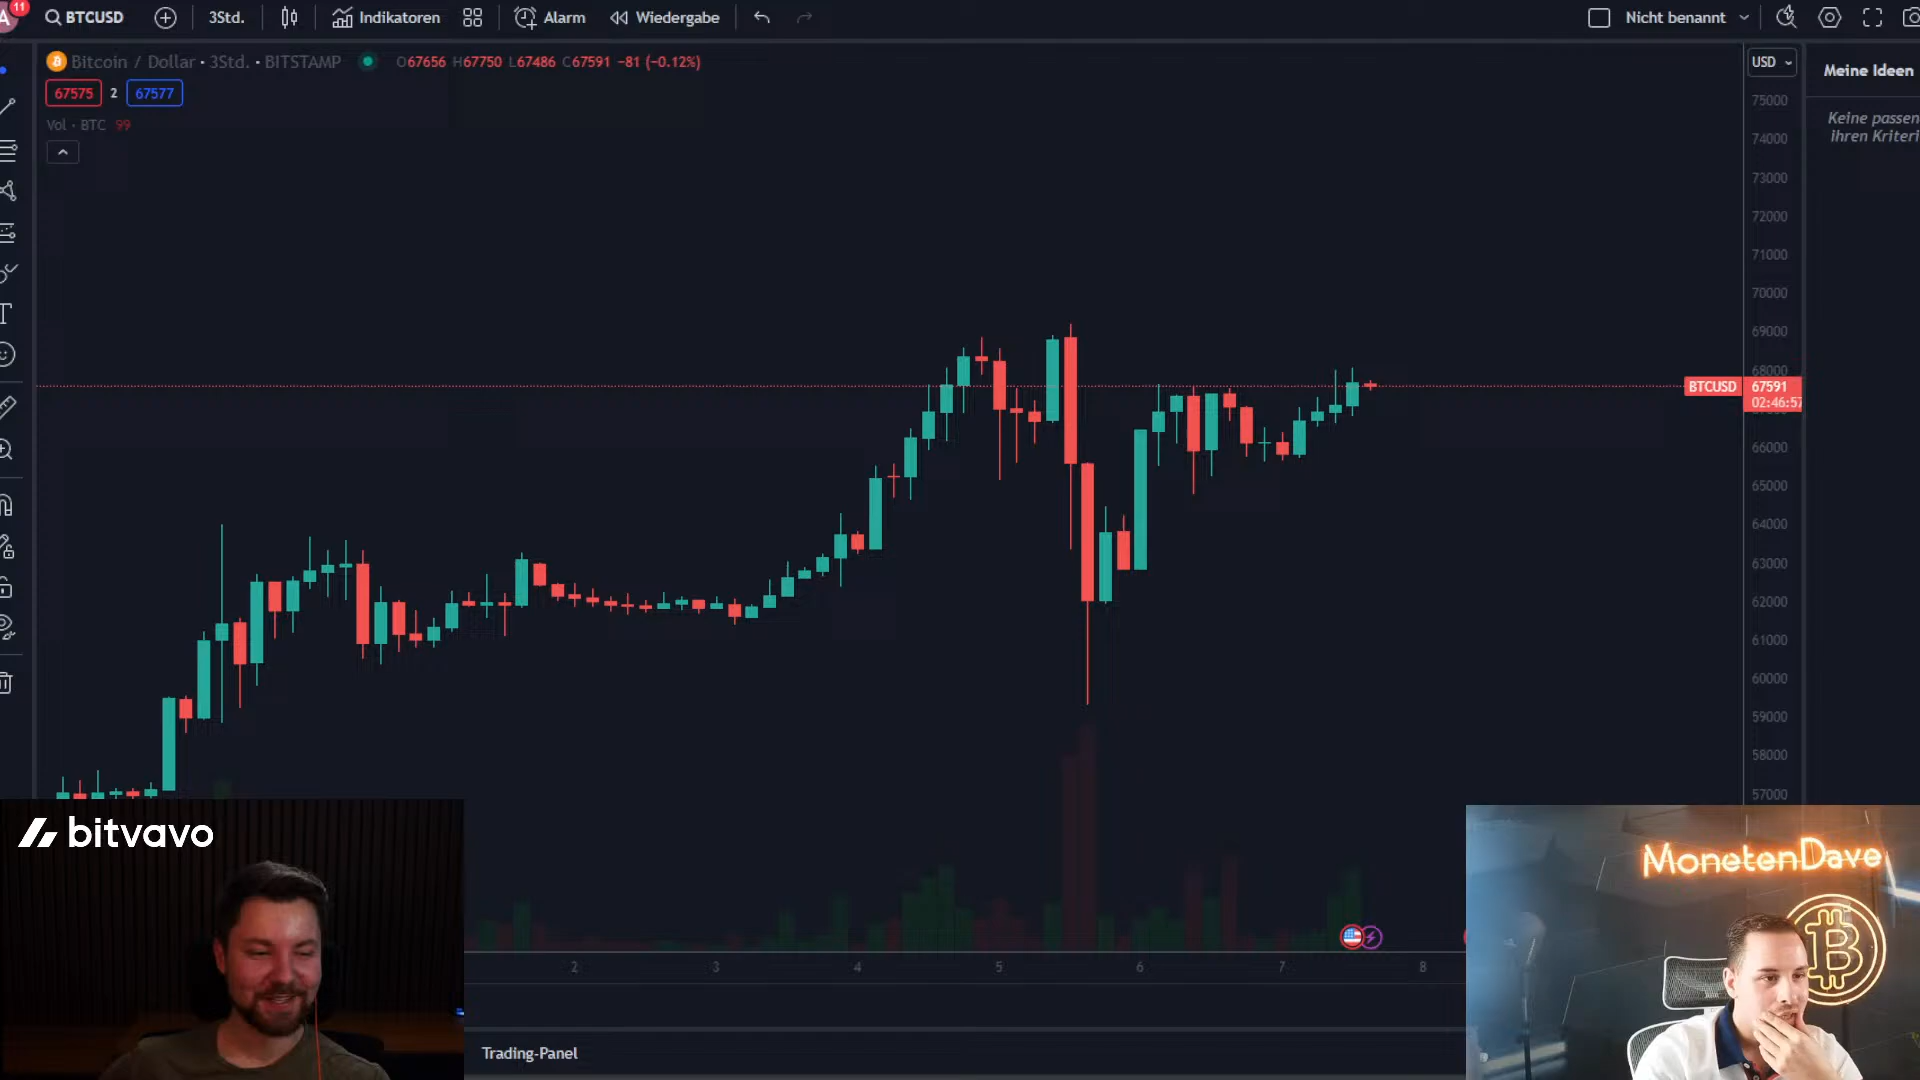 A 11 BTCUSD 3Std. Indikatoren Alarm Wiedergabe Nicht benannt
Bitcoin / Dollar · 3Std. · BITSTAMP O67656 H67750 L67486 C67591 −81 (−0.12%)
USD
Meine Ideen
67575 2 67577
75000
Keine passen
ihren Kriteri
Vol · BTC 99
74000
73000
72000
71000
70000
69000
68000
BTCUSD 67591
02:46:57
66000
65000
64000
63000
62000
61000
60000
59000
58000
57000
bitvavo
MonetenDave
2 3 4 5 6 7 8
Trading-Panel